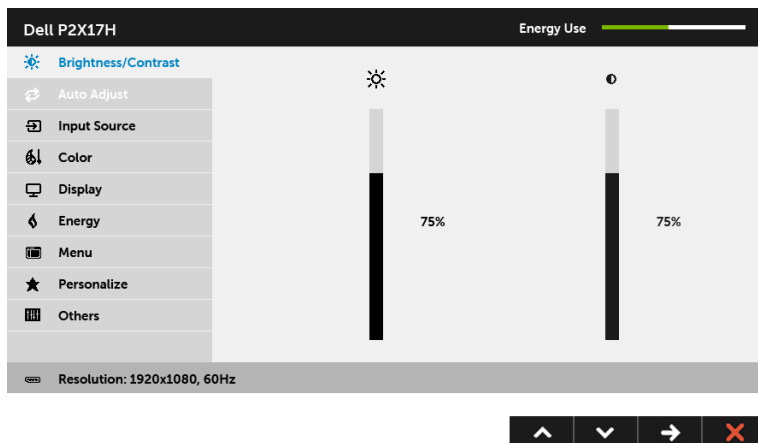 Dell P2X17H
Energy Use
Brightness/Contrast
Auto Adjust
Input Source
Color
Display
Energy
Menu
Personalize
Others
75%
75%
Resolution: 1920x1080, 60Hz